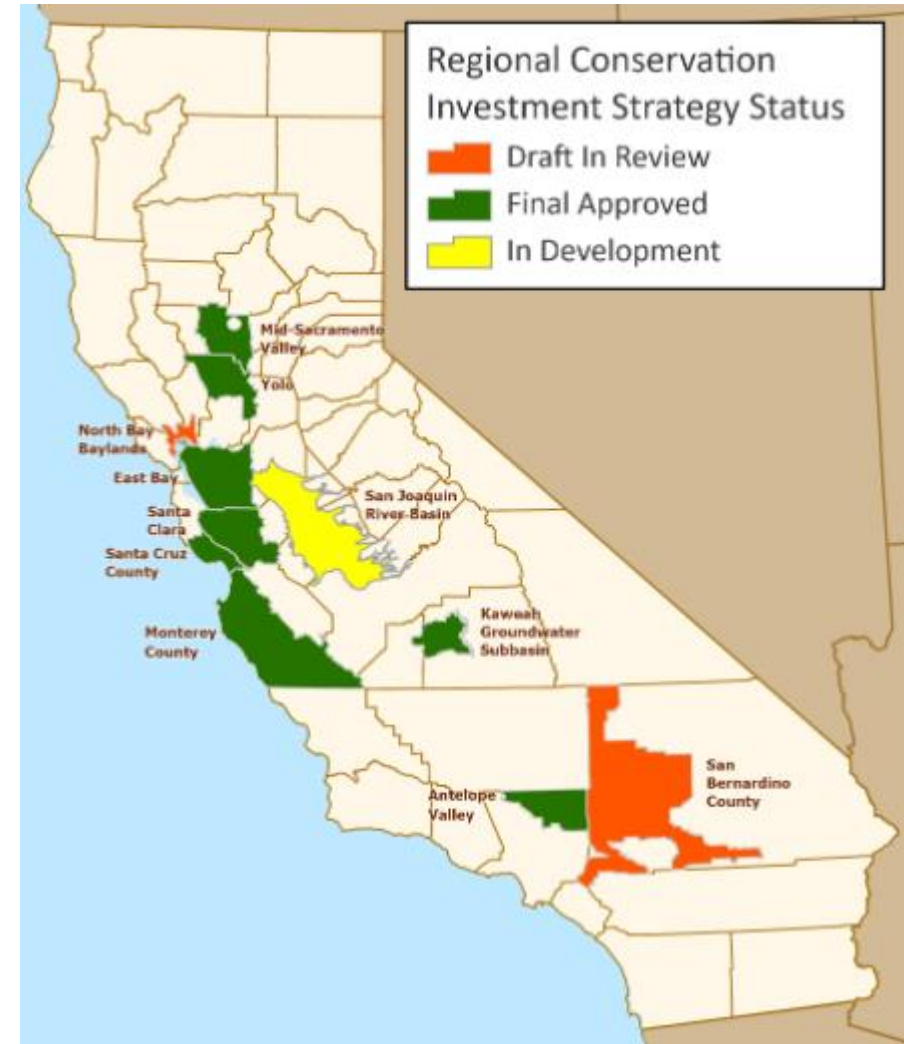 Regional Conservation
Investment Strategy Status
Draft In Review
Final Approved
In Development
Mid-Sacramento
Valley
Yolo
North Bay
Baylands
East Bay
San Joaquin
River Basin
Santa
Clara
Santa Cruz
County
Monterey
County
Kaweah
Groundwater
Subbasin
San
Bernardino
County
Antelope
Valley